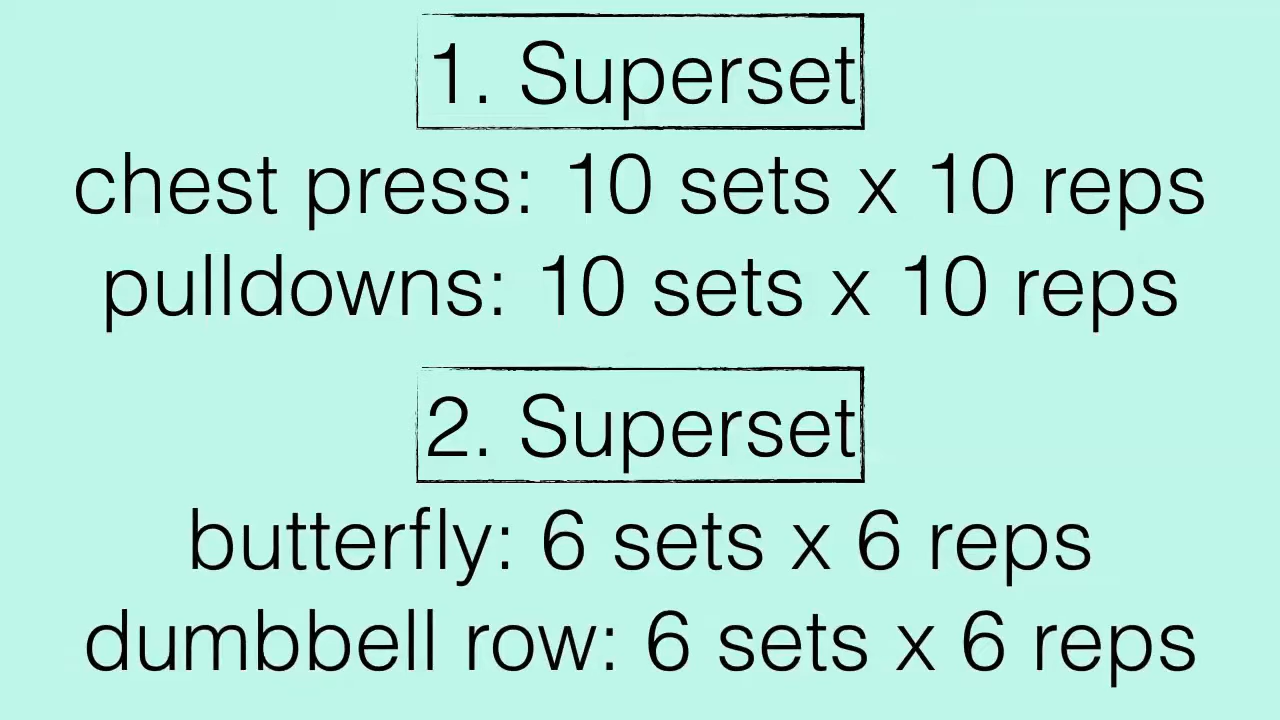 1. Superset
chest press: 10 sets x 10 reps
pulldowns: 10 sets x 10 reps
2. Superset
butterfly: 6 sets x 6 reps
dumbbell row: 6 sets x 6 reps